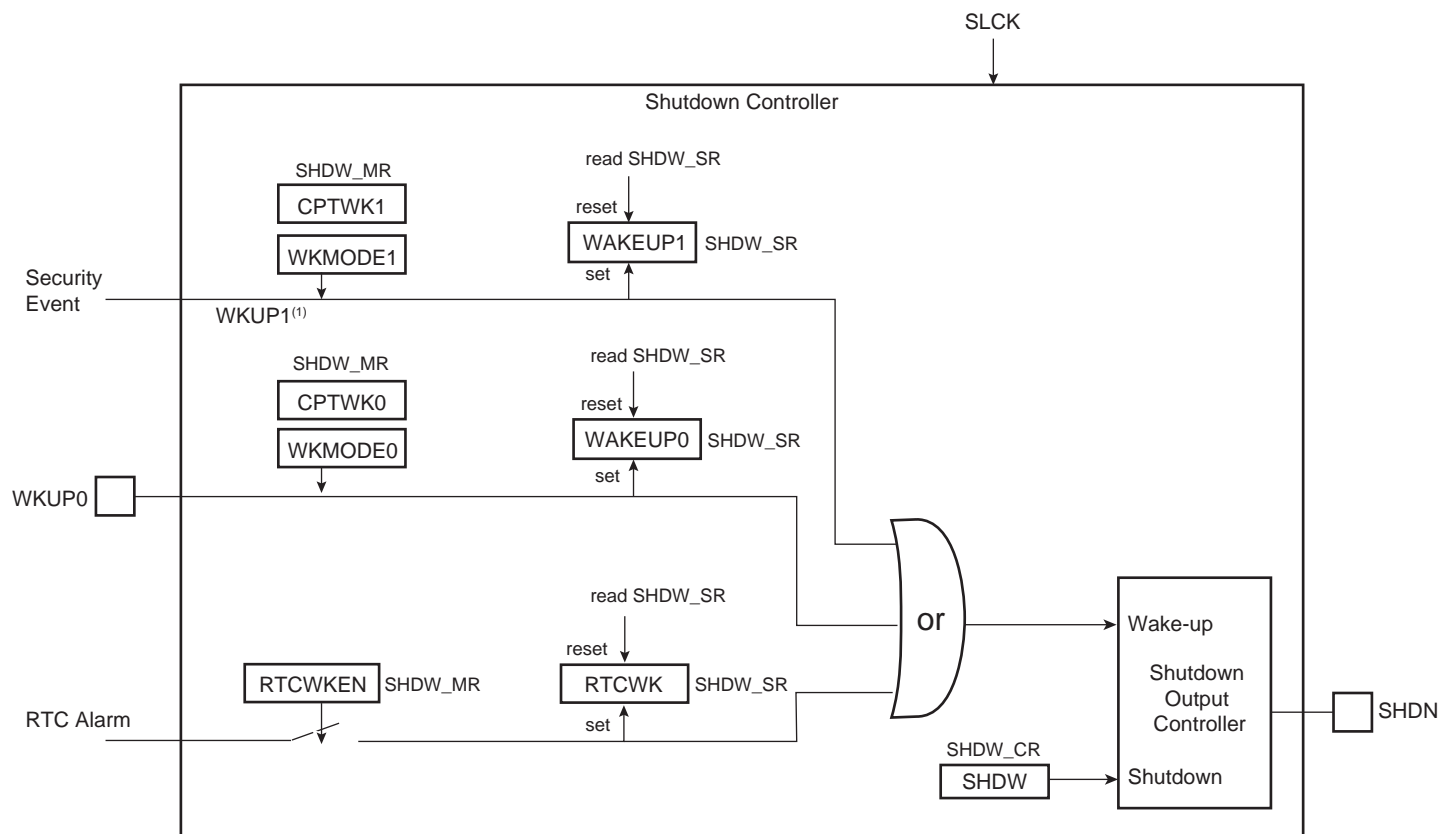 SLCK
Shutdown Controller
read SHDW_SR
SHDW_MR
CPTWK1
reset
WAKEUP1
SHDW_SR
WKMODE1
set
Security
Event
WKUP1(1)
read SHDW_SR
SHDW_MR
CPTWK0
reset
WAKEUP0
SHDW_SR
WKMODE0
set
WKUP0
or
read SHDW_SR
Wake-up
reset
RTCWKEN
SHDW_MR
RTCWK
SHDW_SR
Shutdown
Output
Controller
SHDN
RTC Alarm
set
SHDW_CR
SHDW
Shutdown